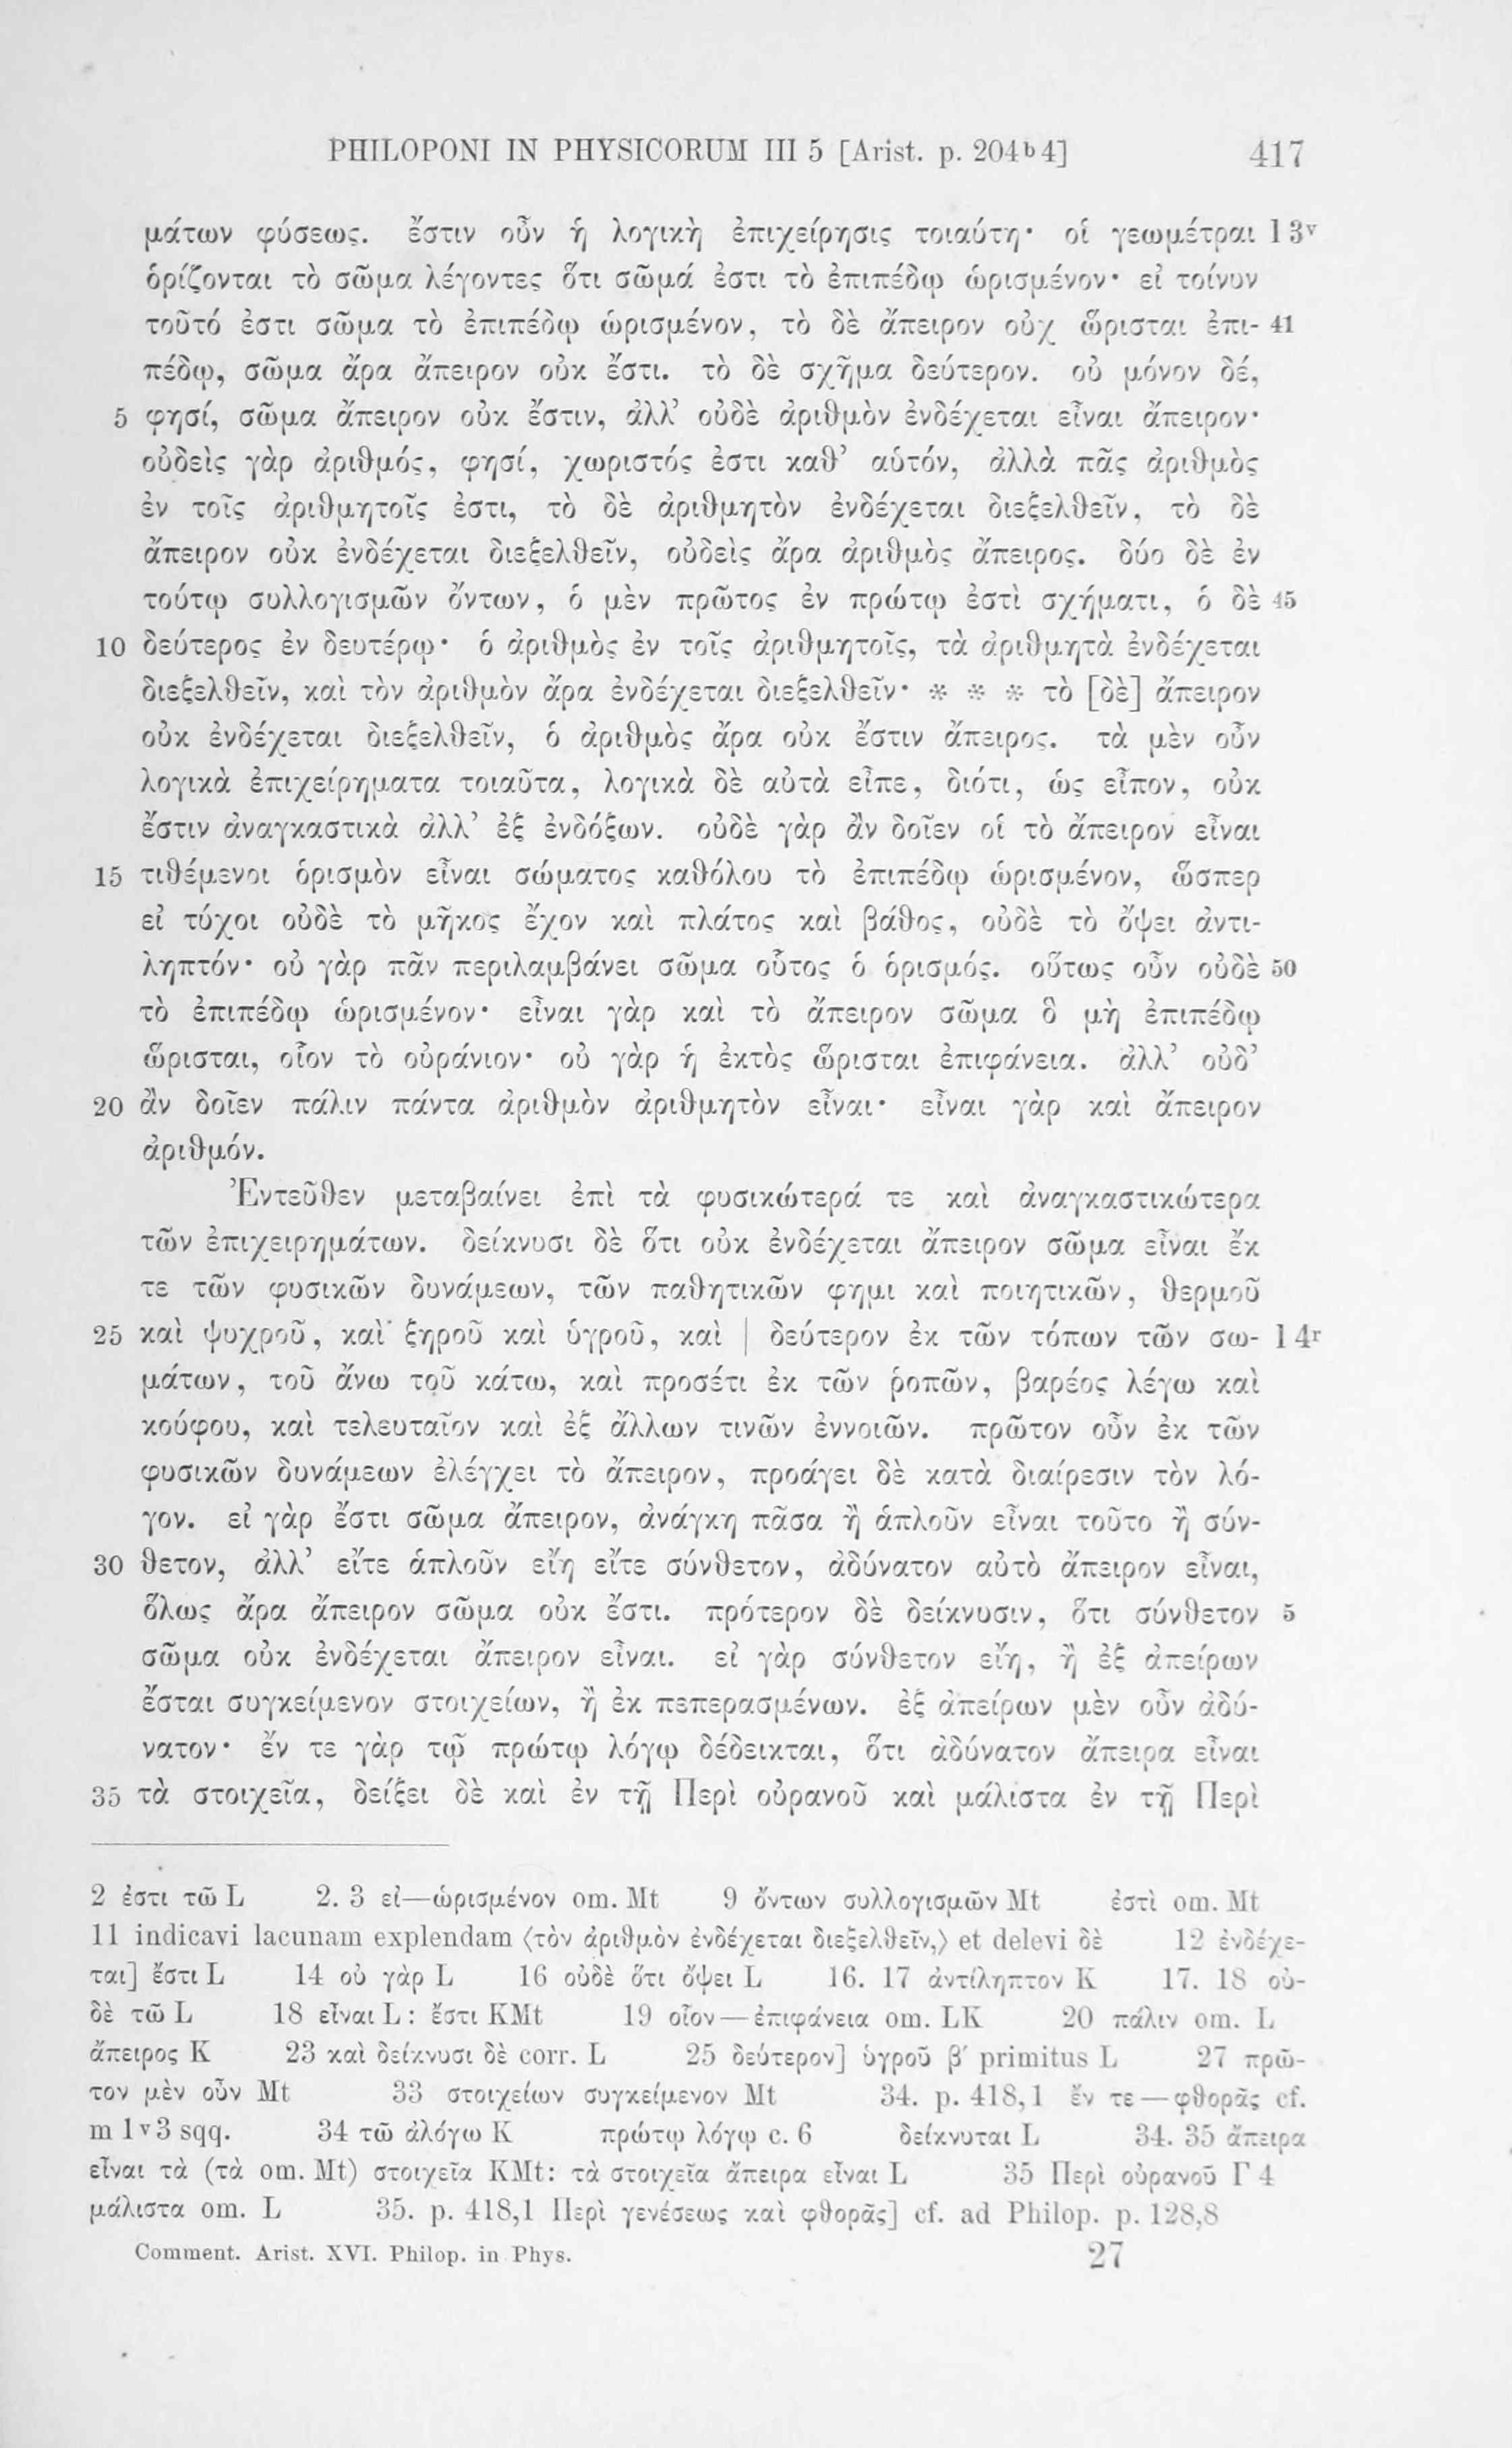 PHILOPONI IN PHYSICORUM III 5 [Arist. p. 204ᵇ4] 417
μάτων φύσεως. ἔστιν οὖν ἡ λογικὴ ἐπιχείρησις τοιαύτη· οἱ γεωμέτραι 13ᵛ
ὁρίζονται τὸ σῶμα λέγοντες ὅτι σῶμά ἐστι τὸ ἐπιπέδῳ ὡρισμένον· εἰ τοίνυν
τοῦτό ἐστι σῶμα τὸ ἐπιπέδῳ ὡρισμένον, τὸ δὲ ἄπειρον οὐχ ὥρισται ἐπι- 41
πέδῳ, σῶμα ἄρα ἄπειρον οὐκ ἔστι. τὸ δὲ σχῆμα δεύτερον. οὐ μόνον δέ,
5 φησί, σῶμα ἄπειρον οὐκ ἔστιν, ἀλλ’ οὐδὲ ἀριθμὸν ἐνδέχεται εἶναι ἄπειρον·
οὐδεὶς γὰρ ἀριθμός, φησί, χωριστός ἐστι καθ’ αὑτόν, ἀλλὰ πᾶς ἀριθμὸς
ἐν τοῖς ἀριθμητοῖς ἐστι, τὸ δὲ ἀριθμητὸν ἐνδέχεται διεξελθεῖν, τὸ δὲ
ἄπειρον οὐκ ἐνδέχεται διεξελθεῖν, οὐδεὶς ἄρα ἀριθμὸς ἄπειρος. δύο δὲ ἐν
τούτῳ συλλογισμῶν ὄντων, ὁ μὲν πρῶτος ἐν πρώτῳ ἐστὶ σχήματι, ὁ δὲ 45
10 δεύτερος ἐν δευτέρῳ· ὁ ἀριθμὸς ἐν τοῖς ἀριθμητοῖς, τὰ ἀριθμητὰ ἐνδέχεται
διεξελθεῖν, καὶ τὸν ἀριθμὸν ἄρα ἐνδέχεται διεξελθεῖν· * * * τὸ [δὲ] ἄπειρον
οὐκ ἐνδέχεται διεξελθεῖν, ὁ ἀριθμὸς ἄρα οὐκ ἔστιν ἄπειρος. τὰ μὲν οὖν
λογικὰ ἐπιχείρηματα τοιαῦτα, λογικὰ δὲ αὐτὰ εἶπε, διότι, ὡς εἶπον, οὐκ
ἔστιν ἀναγκαστικὰ ἀλλ’ ἐξ ἐνδόξων. οὐδὲ γὰρ ἂν δοῖεν οἱ τὸ ἄπειρον εἶναι
15 τιθέμενοι ὁρισμὸν εἶναι σώματος καθόλου τὸ ἐπιπέδῳ ὡρισμένον, ὥσπερ
εἰ τύχοι οὐδὲ τὸ μῆκος ἔχον καὶ πλάτος καὶ βάθος, οὐδὲ τὸ ὄψει ἀντι-
ληπτόν· οὐ γὰρ πᾶν περιλαμβάνει σῶμα οὗτος ὁ ὁρισμός. οὕτως οὖν οὐδὲ 50
τὸ ἐπιπέδῳ ὡρισμένον· εἶναι γὰρ καὶ τὸ ἄπειρον σῶμα ὃ μὴ ἐπιπέδῳ
ὥρισται, οἷον τὸ οὐράνιον· οὐ γὰρ ἡ ἐκτὸς ὥρισται ἐπιφάνεια. ἀλλ’ οὐδ’
20 ἂν δοῖεν πάλιν πάντα ἀριθμὸν ἀριθμητὸν εἶναι· εἶναι γὰρ καὶ ἄπειρον
ἀριθμόν.
Ἐντεῦθεν μεταβαίνει ἐπὶ τὰ φυσικώτερά τε καὶ ἀναγκαστικώτερα
τῶν ἐπιχειρημάτων. δείκνυσι δὲ ὅτι οὐκ ἐνδέχεται ἄπειρον σῶμα εἶναι ἔκ
τε τῶν φυσικῶν δυνάμεων, τῶν παθητικῶν φημι καὶ ποιητικῶν, θερμοῦ
25 καὶ ψυχροῦ, καὶ ξηροῦ καὶ ὑγροῦ, καὶ | δεύτερον ἐκ τῶν τόπων τῶν σω- 14ʳ
μάτων, τοῦ ἄνω τοῦ κάτω, καὶ προσέτι ἐκ τῶν ῥοπῶν, βαρέος λέγω καὶ
κούφου, καὶ τελευταῖον καὶ ἐξ ἄλλων τινῶν ἐννοιῶν. πρῶτον οὖν ἐκ τῶν
φυσικῶν δυνάμεων ἐλέγχει τὸ ἄπειρον, προάγει δὲ κατὰ διαίρεσιν τὸν λό-
γον. εἰ γὰρ ἔστι σῶμα ἄπειρον, ἀνάγκη πᾶσα ἢ ἁπλοῦν εἶναι τοῦτο ἢ σύν-
30 θετον, ἀλλ’ εἴτε ἁπλοῦν εἴη εἴτε σύνθετον, ἀδύνατον αὐτὸ ἄπειρον εἶναι,
ὅλως ἄρα ἄπειρον σῶμα οὐκ ἔστι. πρότερον δὲ δείκνυσιν, ὅτι σύνθετον 5
σῶμα οὐκ ἐνδέχεται ἄπειρον εἶναι. εἰ γὰρ σύνθετον εἴη, ἢ ἐξ ἀπείρων
ἔσται συγκείμενον στοιχείων, ἢ ἐκ πεπερασμένων. ἐξ ἀπείρων μὲν οὖν ἀδύ-
νατον· ἔν τε γὰρ τῷ πρώτῳ λόγῳ δέδεικται, ὅτι ἀδύνατον ἄπειρα εἶναι
35 τὰ στοιχεῖα, δείξει δὲ καὶ ἐν τῇ Περὶ οὐρανοῦ καὶ μάλιστα ἐν τῇ Περὶ
2 ἐστι τῶ L 2. 3 εἰ—ὡρισμένον om. Mt 9 ὄντων συλλογισμῶν Mt ἐστὶ om. Mt
11 indicavi lacunam explendam ⟨τὸν ἀριθμὸν ἐνδέχεται διεξελθεῖν,⟩ et delevi δὲ 12 ἐνδέχε-
ται] ἔστι L 14 οὐ γὰρ L 16 οὐδὲ ὅτι ὄψει L 16. 17 ἀντίληπτον K 17. 18 οὐ-
δὲ τῶ L 18 εἶναι L : ἔστι KMt 19 οἷον — ἐπιφάνεια om. LK 20 πάλιν om. L
ἄπειρος K 23 καὶ δείκνυσι δὲ corr. L 25 δεύτερον] ὑγροῦ β′ primitus L 27 πρῶ-
τον μὲν οὖν Mt 33 στοιχείων συγκείμενον Mt 34. p. 418,1 ἔν τε — φθορᾶς cf.
m 1ᵛ3 sqq. 34 τῶ ἀλόγω K πρώτῳ λόγῳ c. 6 δείκνυται L 34. 35 ἄπειρα
εἶναι τὰ (τὰ om. Mt) στοιχεῖα KMt: τὰ στοιχεῖα ἄπειρα εἶναι L 35 Περὶ οὐρανοῦ Γ 4
μάλιστα om. L 35. p. 418,1 Περὶ γενέσεως καὶ φθορᾶς] cf. ad Philop. p. 128,8
Comment. Arist. XVI. Philop. in Phys. 27